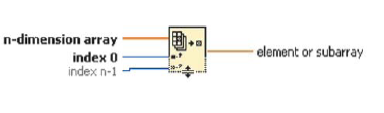 n-dimension array
index 0
index n-1
element or subarray